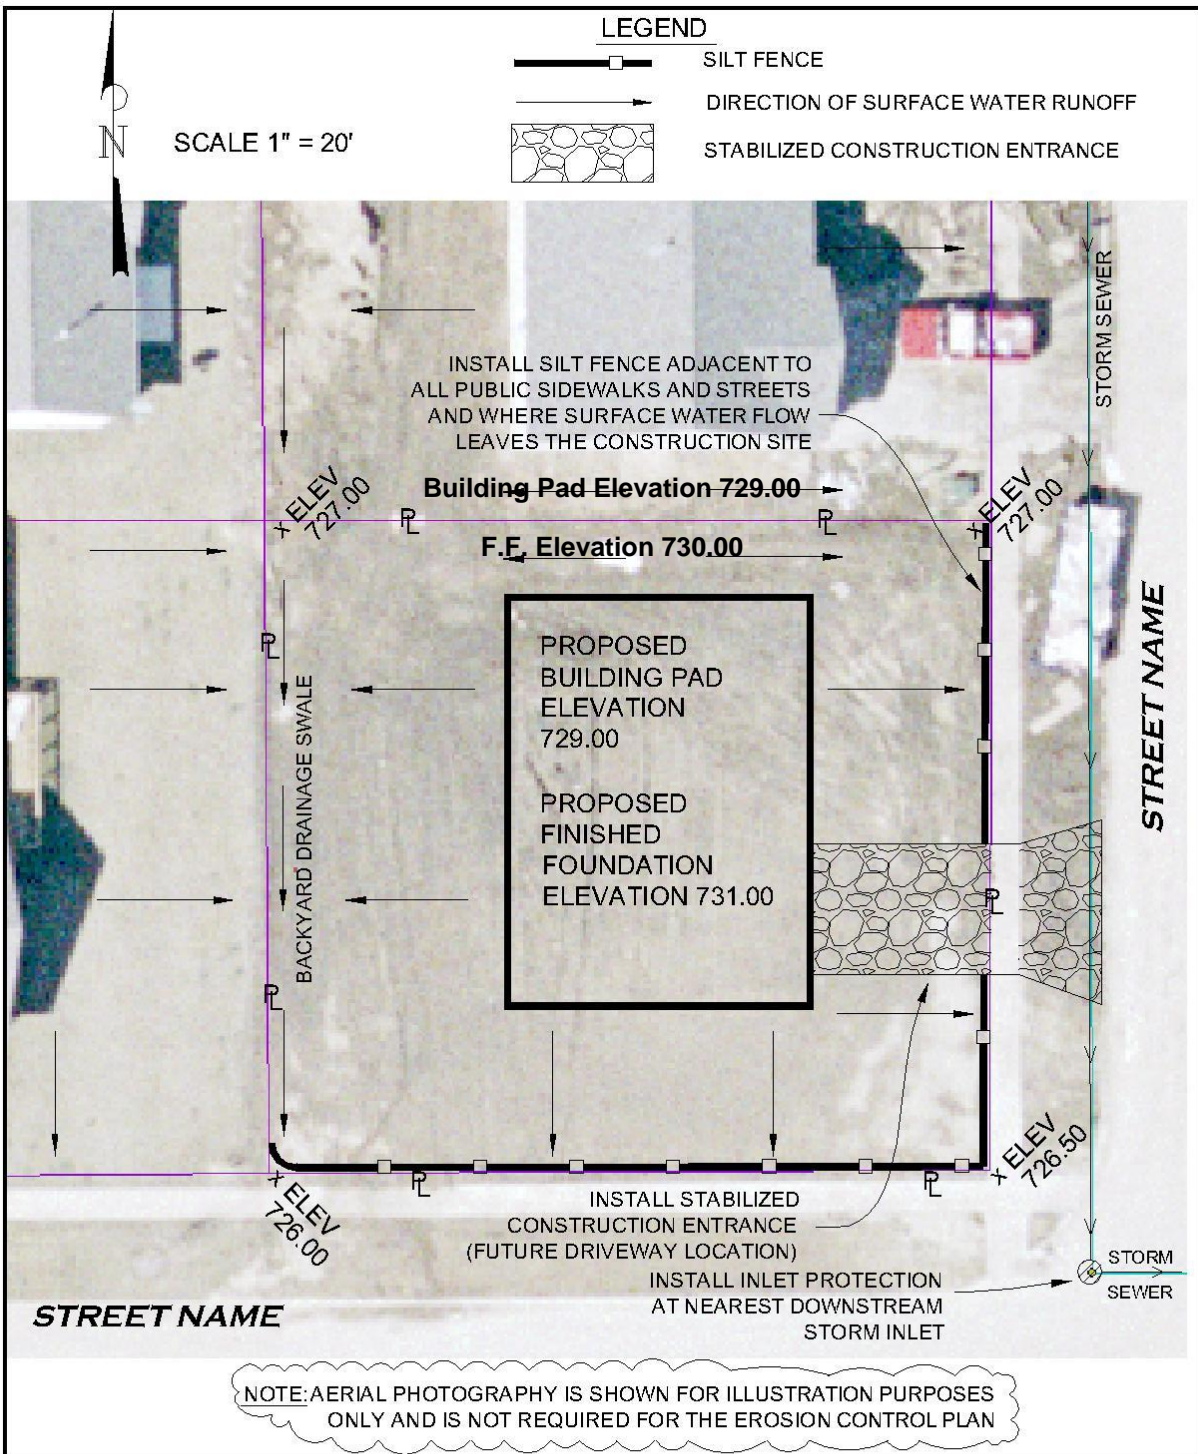 LEGEND
SILT FENCE
DIRECTION OF SURFACE WATER RUNOFF
STABILIZED CONSTRUCTION ENTRANCE
N
SCALE 1" = 20'
STORM SEWER
INSTALL SILT FENCE ADJACENT TO
ALL PUBLIC SIDEWALKS AND STREETS
AND WHERE SURFACE WATER FLOW
LEAVES THE CONSTRUCTION SITE
x ELEV
727.00
Building Pad Elevation 729.00
x ELEV
727.00
PL
PL
F.F. Elevation 730.00
PL
PROPOSED
BUILDING PAD
ELEVATION
729.00
PROPOSED
FINISHED
FOUNDATION
ELEVATION 731.00
BACKYARD DRAINAGE SWALE
STREET NAME
PL
PL
x ELEV
726.00
PL
PL
x ELEV
726.50
INSTALL STABILIZED
CONSTRUCTION ENTRANCE
(FUTURE DRIVEWAY LOCATION)
INSTALL INLET PROTECTION
AT NEAREST DOWNSTREAM
STORM INLET
STORM
SEWER
STREET NAME
NOTE: AERIAL PHOTOGRAPHY IS SHOWN FOR ILLUSTRATION PURPOSES
ONLY AND IS NOT REQUIRED FOR THE EROSION CONTROL PLAN